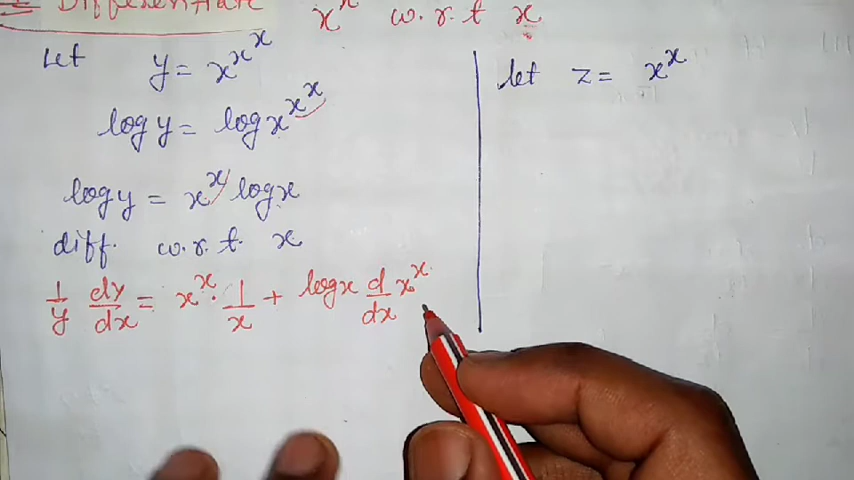 Differentiate x^x w.r.t x
Let y = x^x^x
log y = log x^x^x
log y = x^x log x
diff. w.r.t. x
1/y dy/dx = x^x · 1/x + log x d/dx x^x
let z = x^x